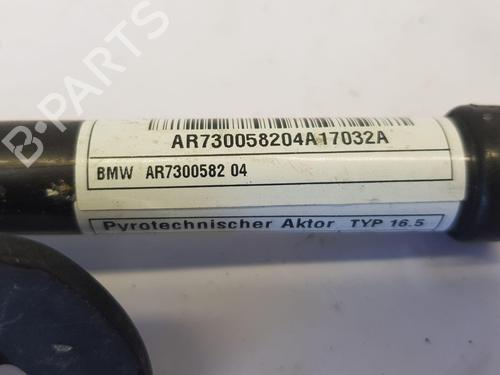 AR730058204A17032A
BMW AR7300582 04
Pyrotechnischer Aktor TYP 16.5
B-PARTS